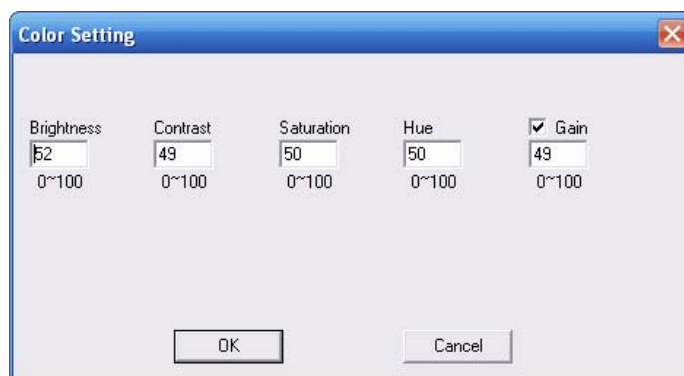 Color Setting
Brightness Contrast Saturation Hue Gain
52 49 50 50 49
0~100 0~100 0~100 0~100 0~100
OK Cancel